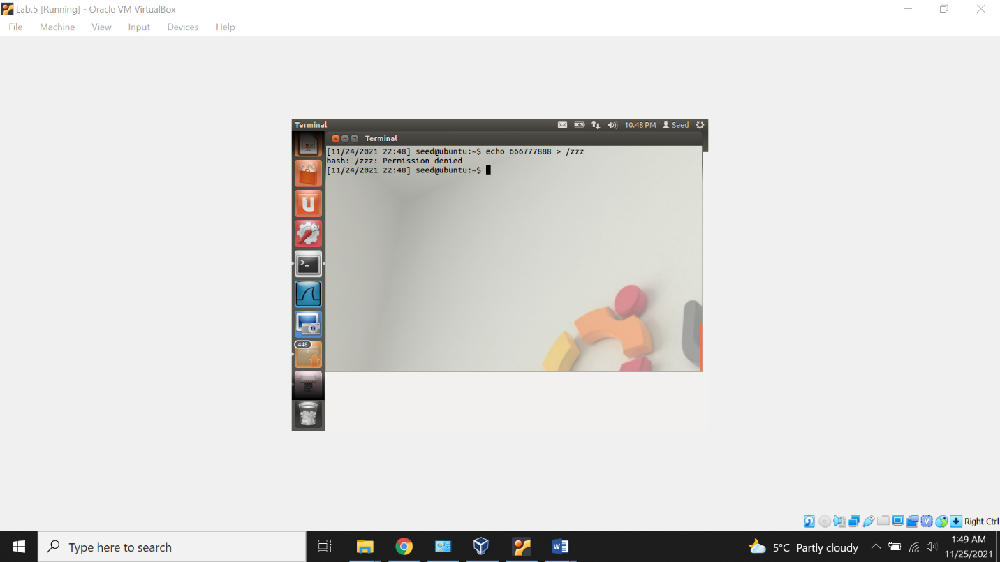 Lab.5 [Running] - Oracle VM VirtualBox
File Machine View Input Devices Help
Terminal 10:48 PM Seed
Terminal
[11/24/2021 22:48] seed@ubuntu:~$ echo 666777888 > /zzz
bash: /zzz: Permission denied
[11/24/2021 22:48] seed@ubuntu:~$
448
Right Ctrl
Type here to search
5°C Partly cloudy
1:49 AM
11/25/2021